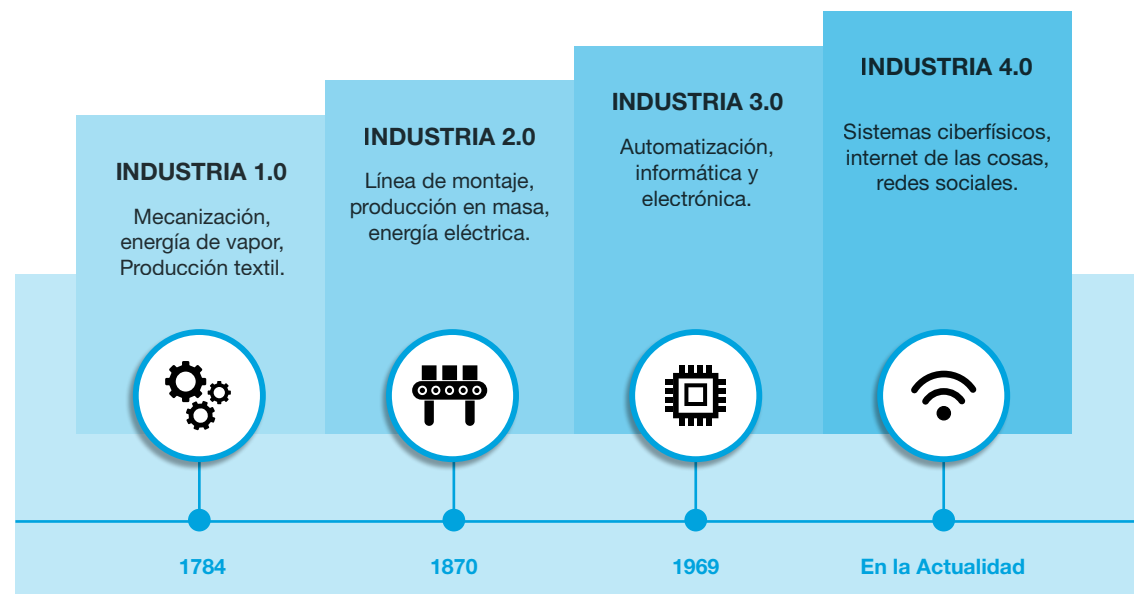 INDUSTRIA 1.0
Mecanización,
energía de vapor,
Producción textil.
INDUSTRIA 2.0
Línea de montaje,
producción en masa,
energía eléctrica.
INDUSTRIA 3.0
Automatización,
informática y
electrónica.
INDUSTRIA 4.0
Sistemas ciberfísicos,
internet de las cosas,
redes sociales.
1784
1870
1969
En la Actualidad